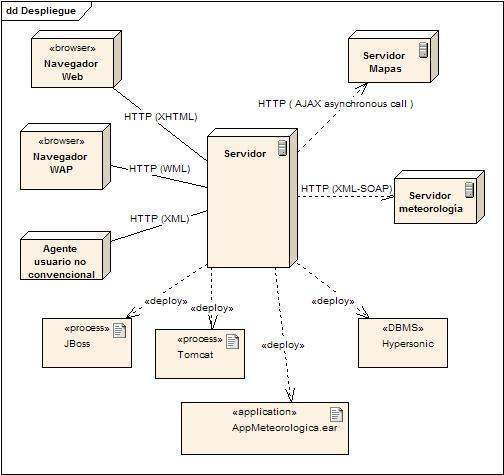 dd Despliegue
«browser»
Navegador
Web
Servidor
Mapas
HTTP ( AJAX asynchronous call )
HTTP (XHTML)
«browser»
Navegador
WAP
Servidor
HTTP (WML)
HTTP (XML-SOAP)
Servidor
meteorología
HTTP (XML)
Agente
usuario no
convencional
«deploy»
«deploy»
«deploy»
«deploy»
«process»
JBoss
«process»
Tomcat
«DBMS»
Hypersonic
«application»
AppMeteorologica.ear